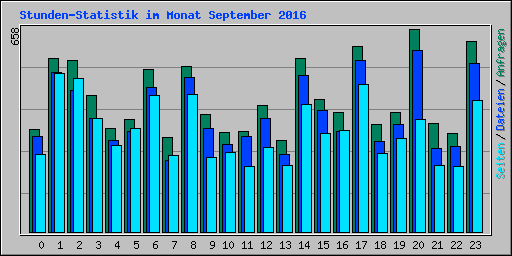 Stunden-Statistik im Monat September 2016
658
Seiten / Dateien / Anfragen
0 1 2 3 4 5 6 7 8 9 10 11 12 13 14 15 16 17 18 19 20 21 22 23